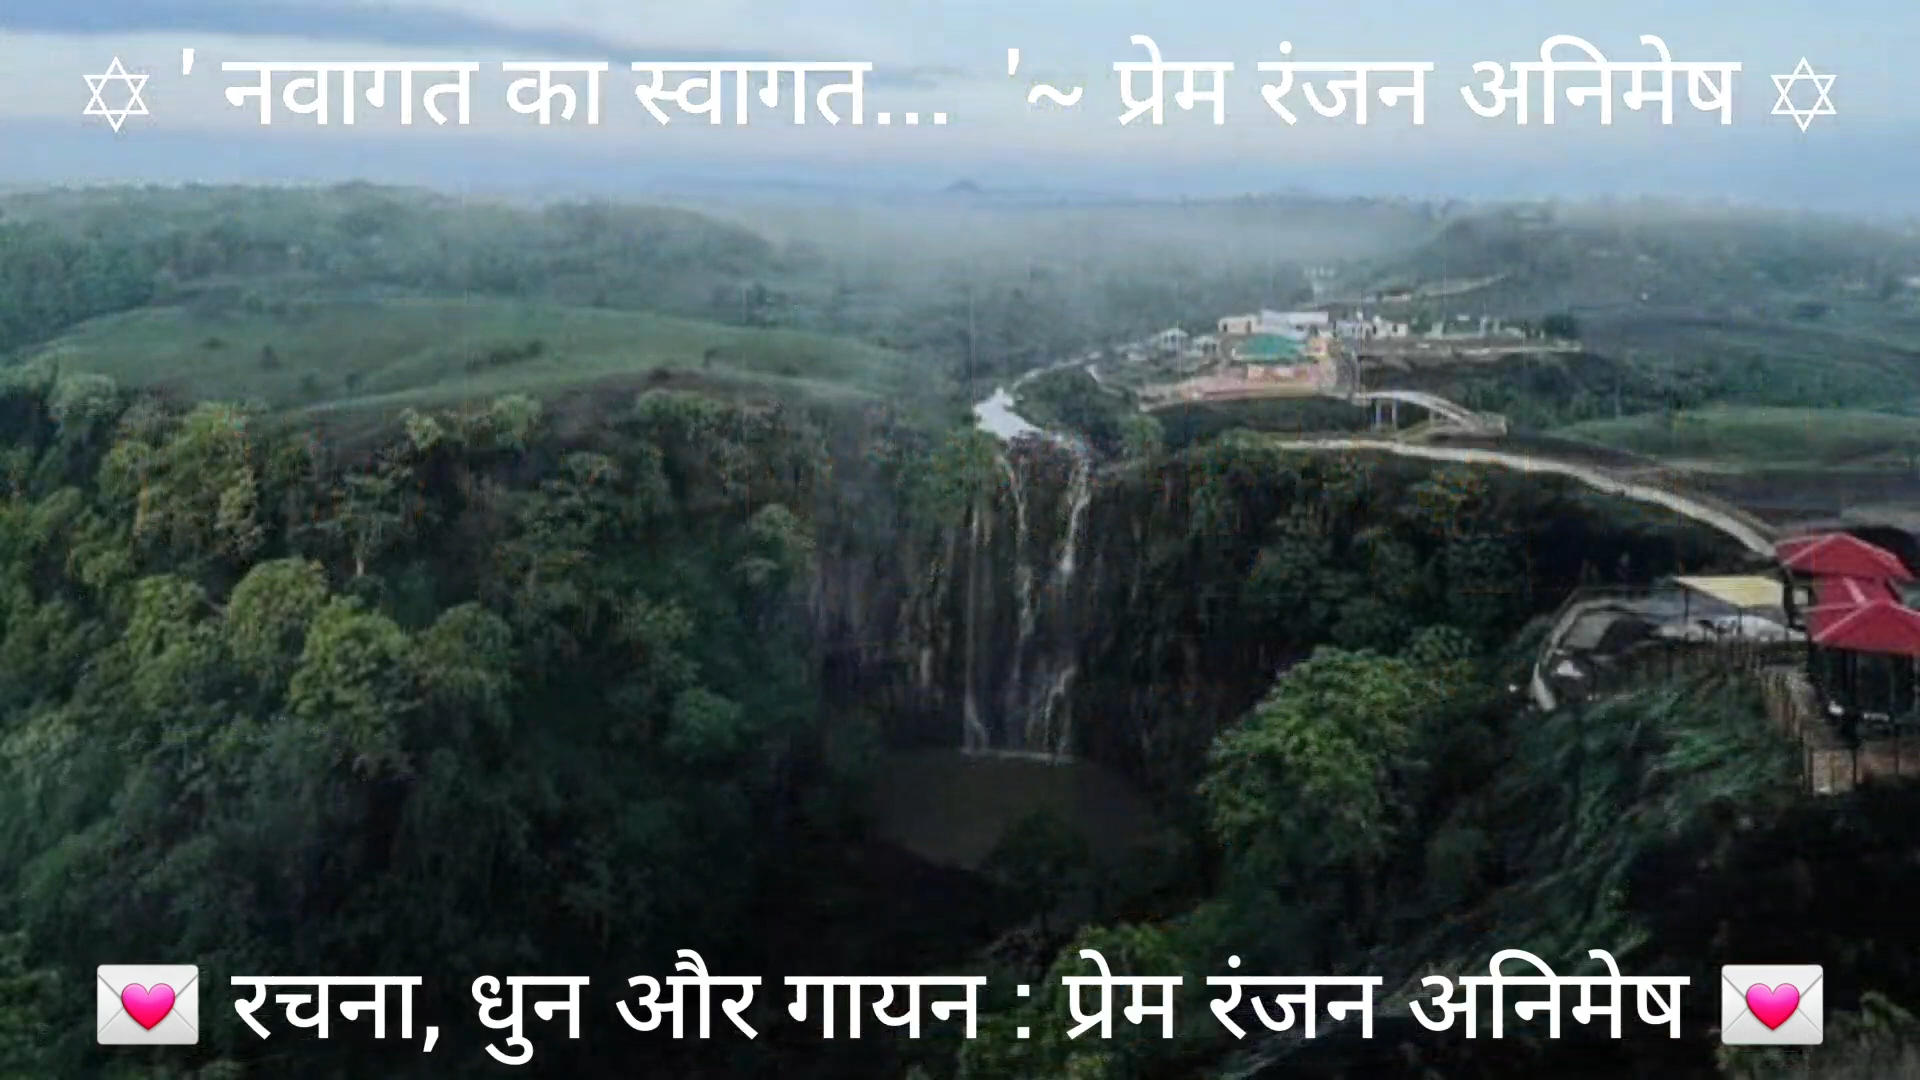 ✡ ' नवागत का स्वागत... '~ प्रेम रंजन अनिमेष ✡
💌 रचना, धुन और गायन : प्रेम रंजन अनिमेष 💌